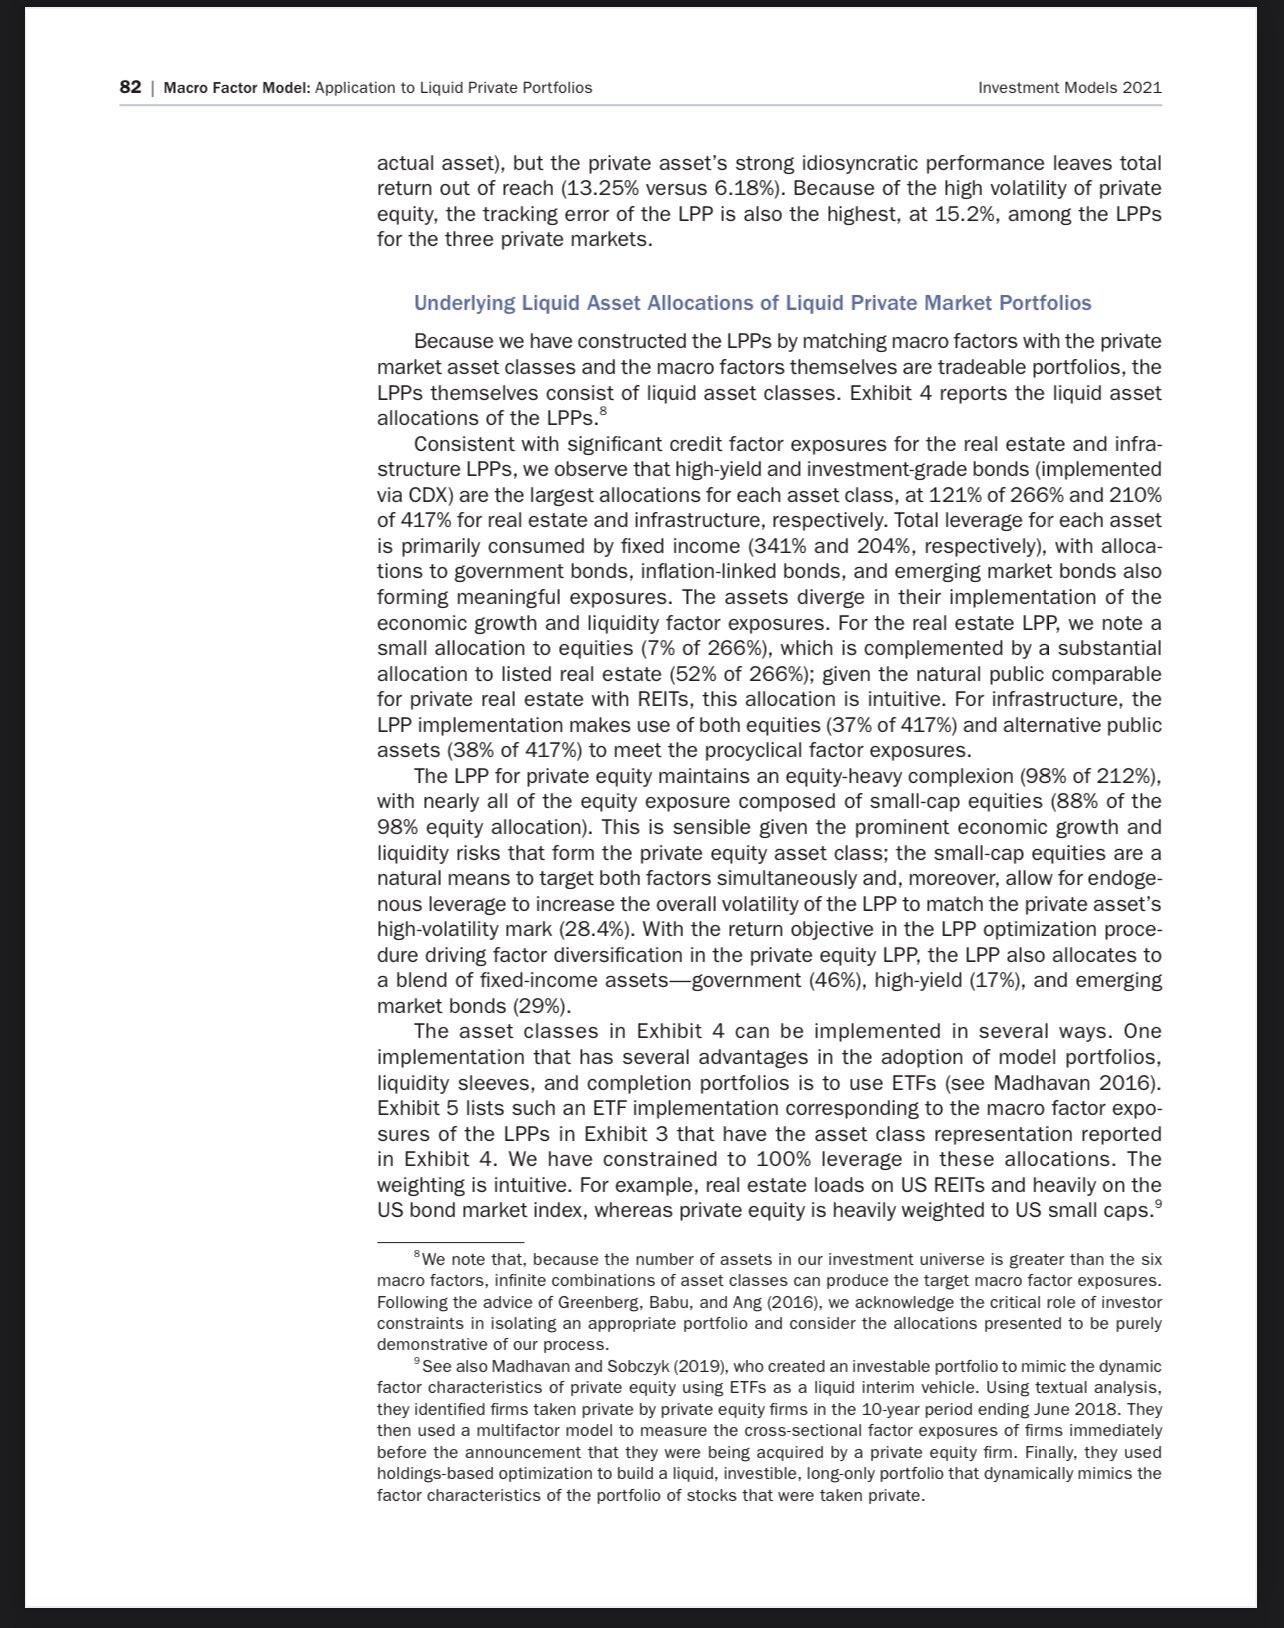 82 | Macro Factor Model: Application to Liquid Private Portfolios Investment Models 2021
actual asset), but the private asset’s strong idiosyncratic performance leaves total
return out of reach (13.25% versus 6.18%). Because of the high volatility of private
equity, the tracking error of the LPP is also the highest, at 15.2%, among the LPPs
for the three private markets.
Underlying Liquid Asset Allocations of Liquid Private Market Portfolios
Because we have constructed the LPPs by matching macro factors with the private
market asset classes and the macro factors themselves are tradeable portfolios, the
LPPs themselves consist of liquid asset classes. Exhibit 4 reports the liquid asset
allocations of the LPPs.⁸
Consistent with significant credit factor exposures for the real estate and infra-
structure LPPs, we observe that high-yield and investment-grade bonds (implemented
via CDX) are the largest allocations for each asset class, at 121% of 266% and 210%
of 417% for real estate and infrastructure, respectively. Total leverage for each asset
is primarily consumed by fixed income (341% and 204%, respectively), with alloca-
tions to government bonds, inflation-linked bonds, and emerging market bonds also
forming meaningful exposures. The assets diverge in their implementation of the
economic growth and liquidity factor exposures. For the real estate LPP, we note a
small allocation to equities (7% of 266%), which is complemented by a substantial
allocation to listed real estate (52% of 266%); given the natural public comparable
for private real estate with REITs, this allocation is intuitive. For infrastructure, the
LPP implementation makes use of both equities (37% of 417%) and alternative public
assets (38% of 417%) to meet the procyclical factor exposures.
The LPP for private equity maintains an equity-heavy complexion (98% of 212%),
with nearly all of the equity exposure composed of small-cap equities (88% of the
98% equity allocation). This is sensible given the prominent economic growth and
liquidity risks that form the private equity asset class; the small-cap equities are a
natural means to target both factors simultaneously and, moreover, allow for endoge-
nous leverage to increase the overall volatility of the LPP to match the private asset’s
high-volatility mark (28.4%). With the return objective in the LPP optimization proce-
dure driving factor diversification in the private equity LPP, the LPP also allocates to
a blend of fixed-income assets—government (46%), high-yield (17%), and emerging
market bonds (29%).
The asset classes in Exhibit 4 can be implemented in several ways. One
implementation that has several advantages in the adoption of model portfolios,
liquidity sleeves, and completion portfolios is to use ETFs (see Madhavan 2016).
Exhibit 5 lists such an ETF implementation corresponding to the macro factor expo-
sures of the LPPs in Exhibit 3 that have the asset class representation reported
in Exhibit 4. We have constrained to 100% leverage in these allocations. The
weighting is intuitive. For example, real estate loads on US REITs and heavily on the
US bond market index, whereas private equity is heavily weighted to US small caps.⁹
⁸We note that, because the number of assets in our investment universe is greater than the six
macro factors, infinite combinations of asset classes can produce the target macro factor exposures.
Following the advice of Greenberg, Babu, and Ang (2016), we acknowledge the critical role of investor
constraints in isolating an appropriate portfolio and consider the allocations presented to be purely
demonstrative of our process.
⁹See also Madhavan and Sobczyk (2019), who created an investable portfolio to mimic the dynamic
factor characteristics of private equity using ETFs as a liquid interim vehicle. Using textual analysis,
they identified firms taken private by private equity firms in the 10-year period ending June 2018. They
then used a multifactor model to measure the cross-sectional factor exposures of firms immediately
before the announcement that they were being acquired by a private equity firm. Finally, they used
holdings-based optimization to build a liquid, investible, long-only portfolio that dynamically mimics the
factor characteristics of the portfolio of stocks that were taken private.